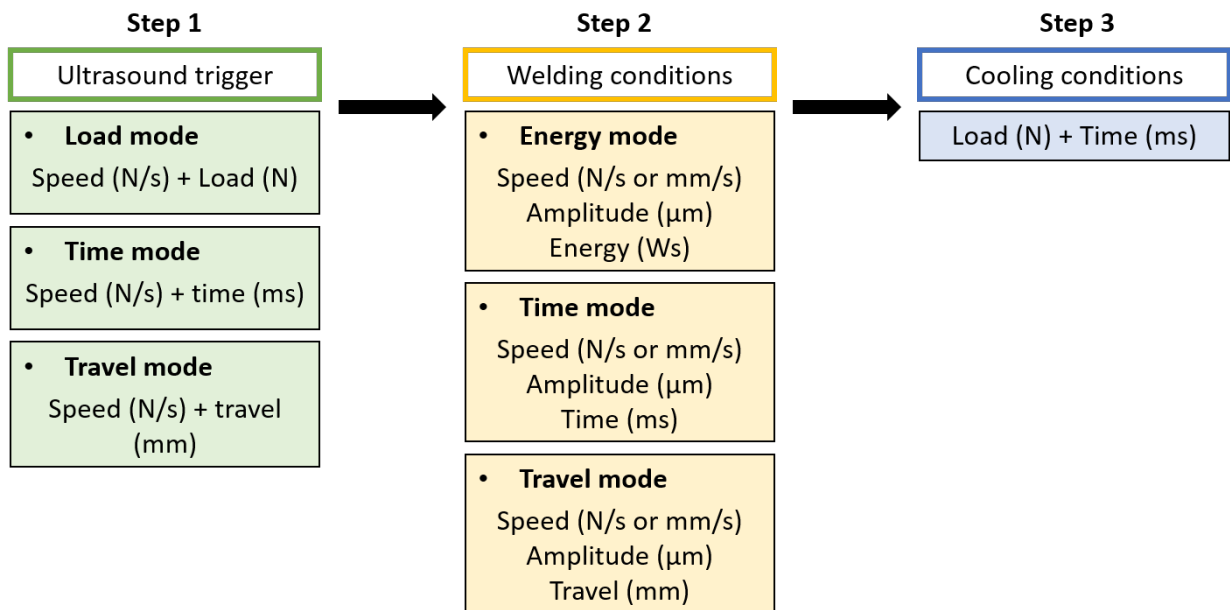 Step 1
Ultrasound trigger
• Load mode
Speed (N/s) + Load (N)
• Time mode
Speed (N/s) + time (ms)
• Travel mode
Speed (N/s) + travel
(mm)
Step 2
Welding conditions
• Energy mode
Speed (N/s or mm/s)
Amplitude (µm)
Energy (Ws)
• Time mode
Speed (N/s or mm/s)
Amplitude (µm)
Time (ms)
• Travel mode
Speed (N/s or mm/s)
Amplitude (µm)
Travel (mm)
Step 3
Cooling conditions
Load (N) + Time (ms)